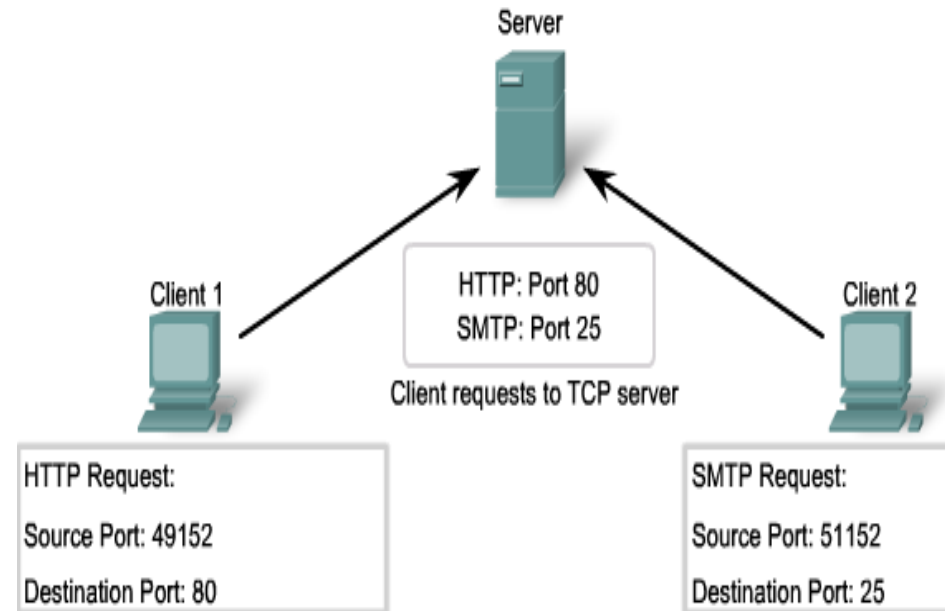 Server
Client 1
HTTP: Port 80
SMTP: Port 25
Client 2
Client requests to TCP server
HTTP Request:
Source Port: 49152
Destination Port: 80
SMTP Request:
Source Port: 51152
Destination Port: 25